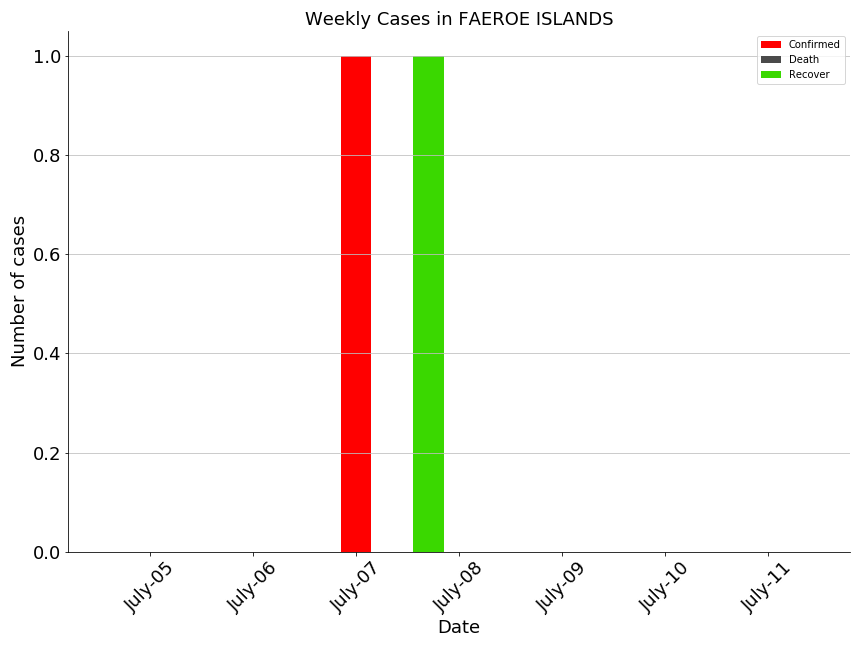 Weekly Cases in FAEROE ISLANDS
Confirmed
Death
Recover
Number of cases
1.0
0.8
0.6
0.4
0.2
0.0
July-05 July-06 July-07 July-08 July-09 July-10 July-11
Date